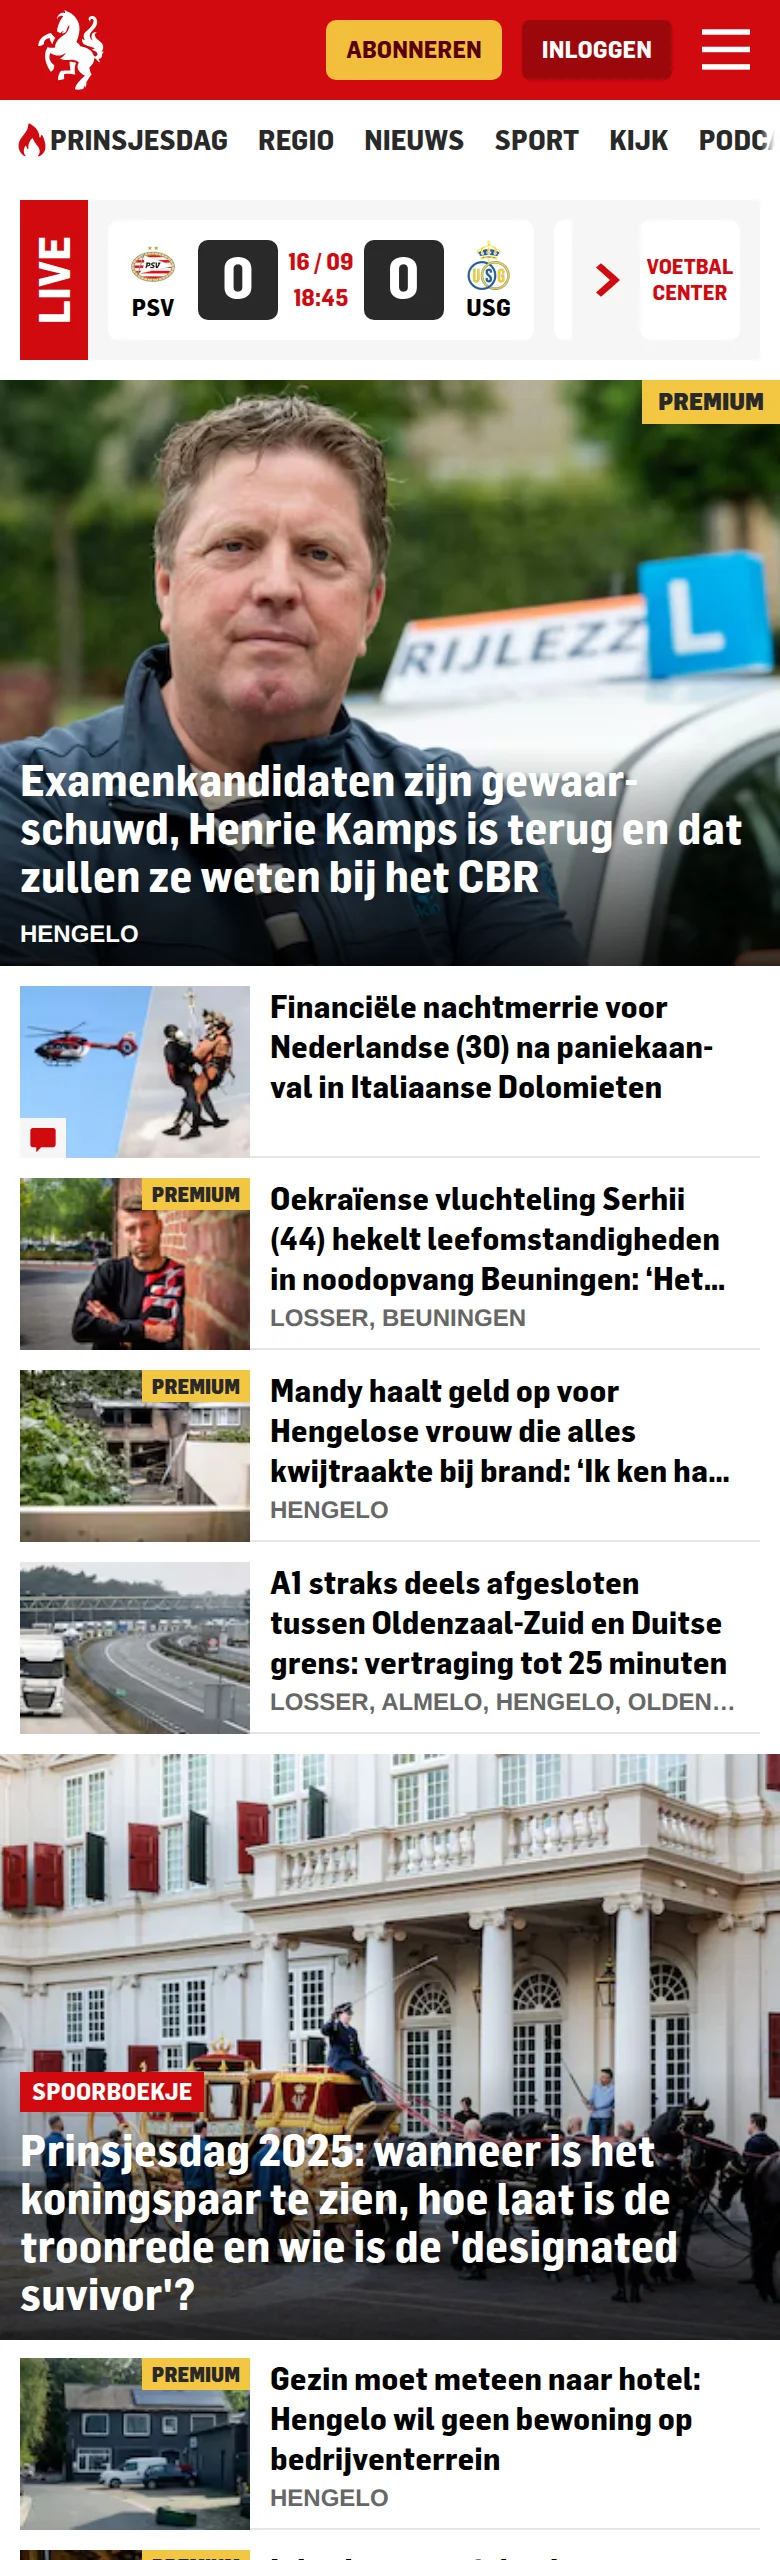 ABONNEREN
INLOGGEN
PRINSJESDAG REGIO NIEUWS SPORT KIJK
LIVE
PSV
PSV
0
16 / 09
18:45
0
USG
USG
VOETBAL
CENTER
PREMIUM
RIJLEZZ
L
Examenkandidaten zijn gewaar-
schuwd, Henrie Kamps is terug en dat
zullen ze weten bij het CBR
HENGELO
Financiële nachtmerrie voor
Nederlandse (30) na paniekaan-
val in Italiaanse Dolomieten
PREMIUM
Oekraïense vluchteling Serhii
(44) hekelt leefomstandigheden
in noodopvang Beuningen: ‘Het...
LOSSER, BEUNINGEN
PREMIUM
Mandy haalt geld op voor
Hengelose vrouw die alles
kwijtraakte bij brand: ‘Ik ken ha...
HENGELO
A1 straks deels afgesloten
tussen Oldenzaal-Zuid en Duitse
grens: vertraging tot 25 minuten
LOSSER, ALMELO, HENGELO, OLDEN...
SPOORBOEKJE
Prinsjesdag 2025: wanneer is het
koningspaar te zien, hoe laat is de
troonrede en wie is de 'designated
suvivor'?
PREMIUM
Gezin moet meteen naar hotel:
Hengelo wil geen bewoning op
bedrijventerrein
HENGELO